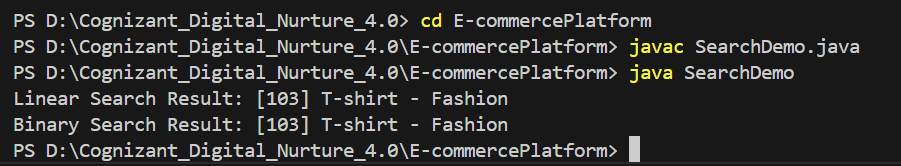 PS D:\Cognizant_Digital_Nurture_4.0> cd E-commercePlatform
PS D:\Cognizant_Digital_Nurture_4.0\E-commercePlatform> javac SearchDemo.java
PS D:\Cognizant_Digital_Nurture_4.0\E-commercePlatform> java SearchDemo
Linear Search Result: [103] T-shirt - Fashion
Binary Search Result: [103] T-shirt - Fashion
PS D:\Cognizant_Digital_Nurture_4.0\E-commercePlatform>